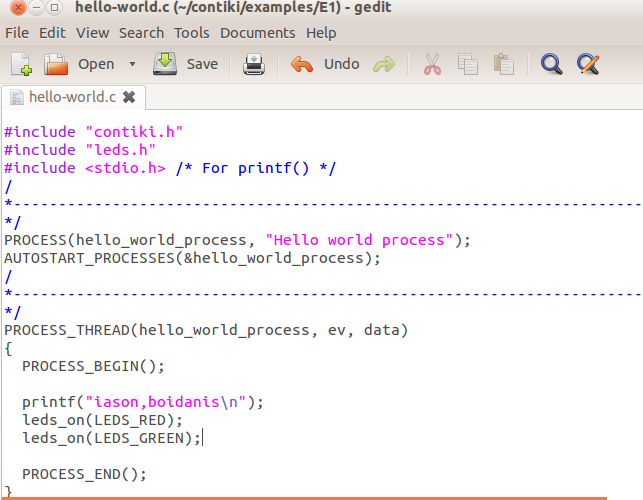 hello-world.c (~/contiki/examples/E1) - gedit
File Edit View Search Tools Documents Help
Open Save Undo
hello-world.c
#include "contiki.h"
#include "leds.h"
#include <stdio.h> /* For printf() */
/
*----------------------------------------------------------------------
*/
PROCESS(hello_world_process, "Hello world process");
AUTOSTART_PROCESSES(&hello_world_process);
/
*----------------------------------------------------------------------
*/
PROCESS_THREAD(hello_world_process, ev, data)
{
  PROCESS_BEGIN();
  printf("iason,boidanis\n");
  leds_on(LEDS_RED);
  leds_on(LEDS_GREEN);
  PROCESS_END();
}